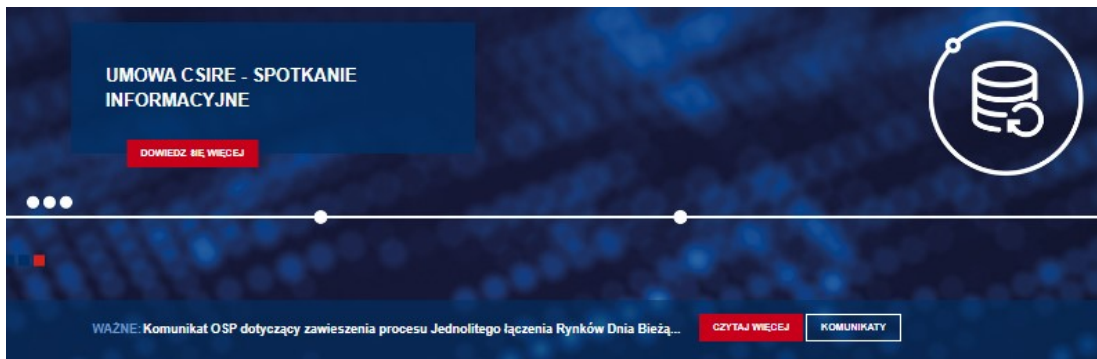 UMOWA CSIRE - SPOTKANIE
INFORMACYJNE
DOWIEDZ SIĘ WIĘCEJ
WAŻNE: Komunikat OSP dotyczący zawieszenia procesu Jednolitego łączenia Rynków Dnia Bieżą... CZYTAJ WIĘCEJ KOMUNIKATY